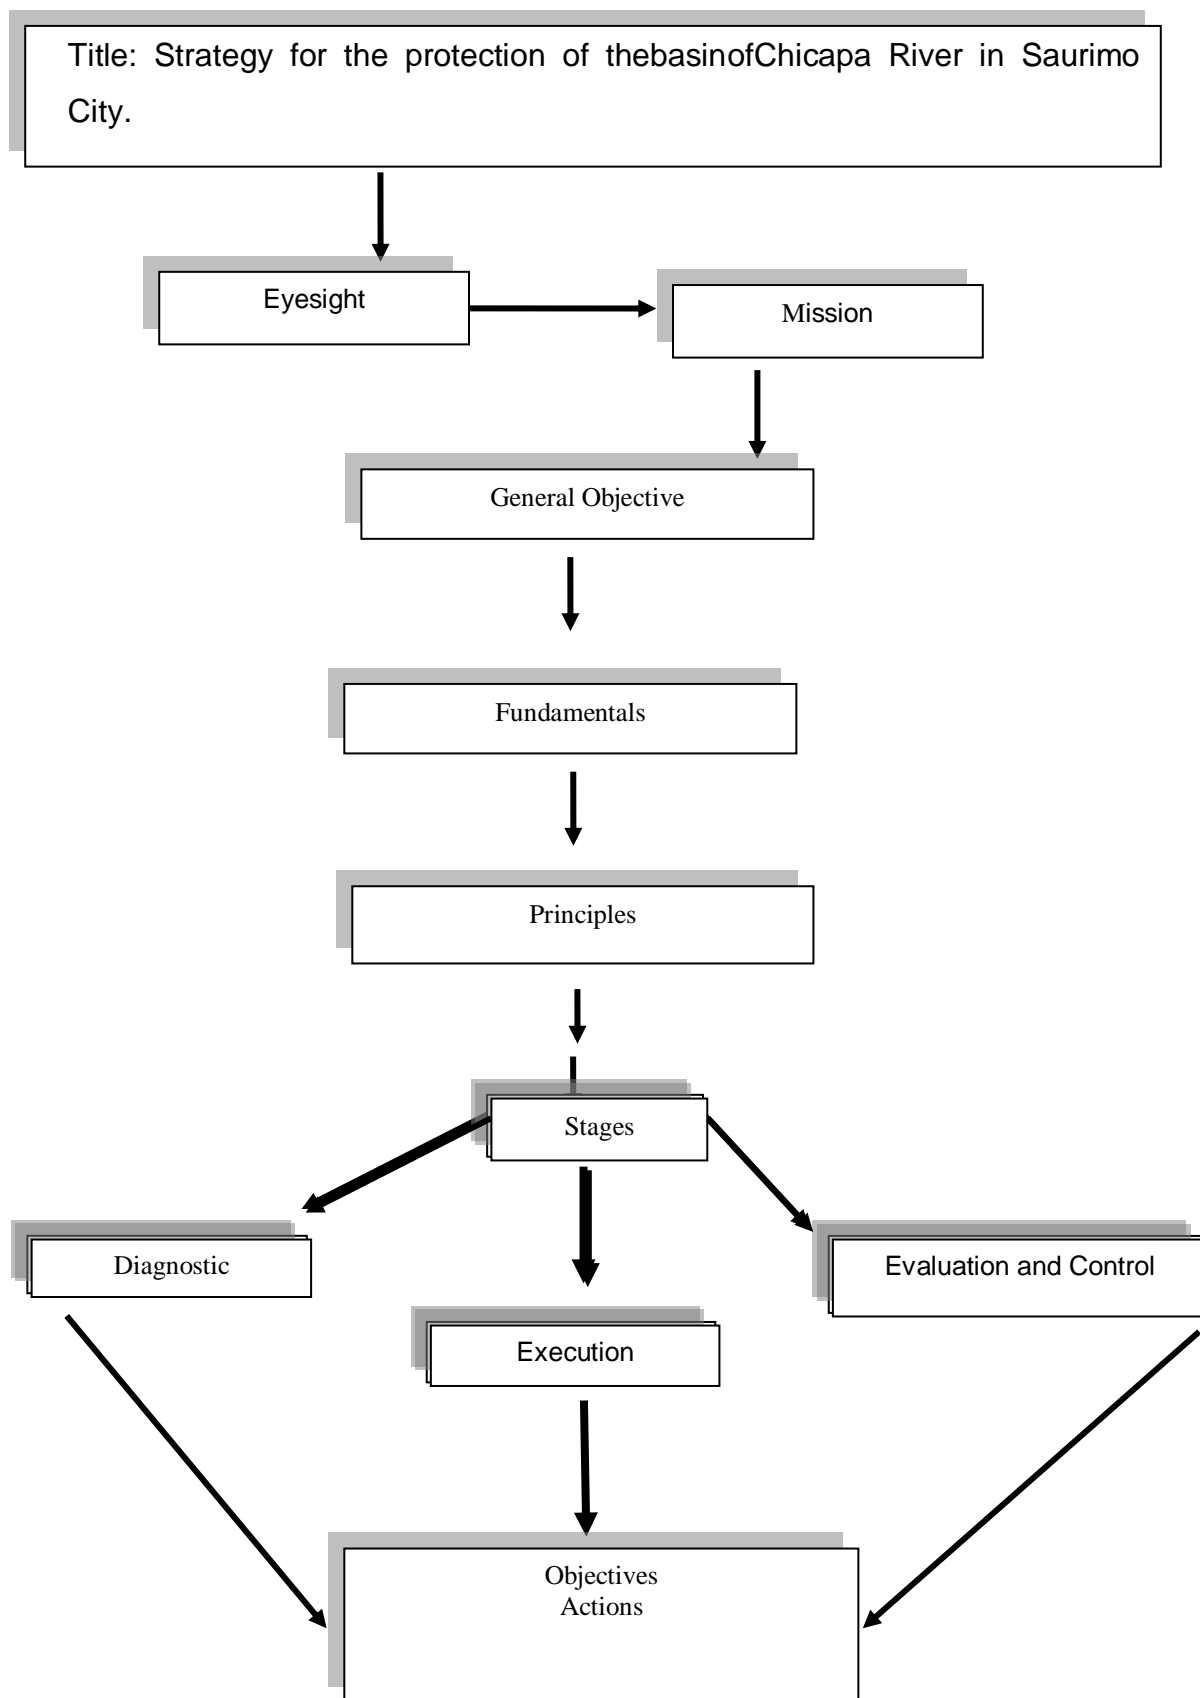 Title: Strategy for the protection of thebasinofChicapa River in Saurimo
City.
Eyesight
Mission
General Objective
Fundamentals
Principles
Stages
Diagnostic
Evaluation and Control
Execution
Objectives
Actions